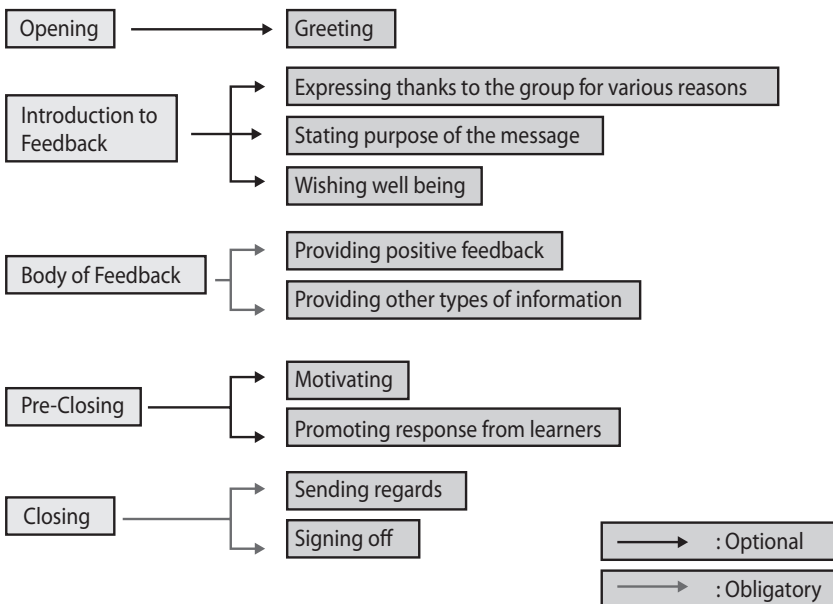 Opening
Greeting
Introduction to
Feedback
Expressing thanks to the group for various reasons
Stating purpose of the message
Wishing well being
Body of Feedback
Providing positive feedback
Providing other types of information
Pre-Closing
Motivating
Promoting response from learners
Closing
Sending regards
Signing off
: Optional
: Obligatory